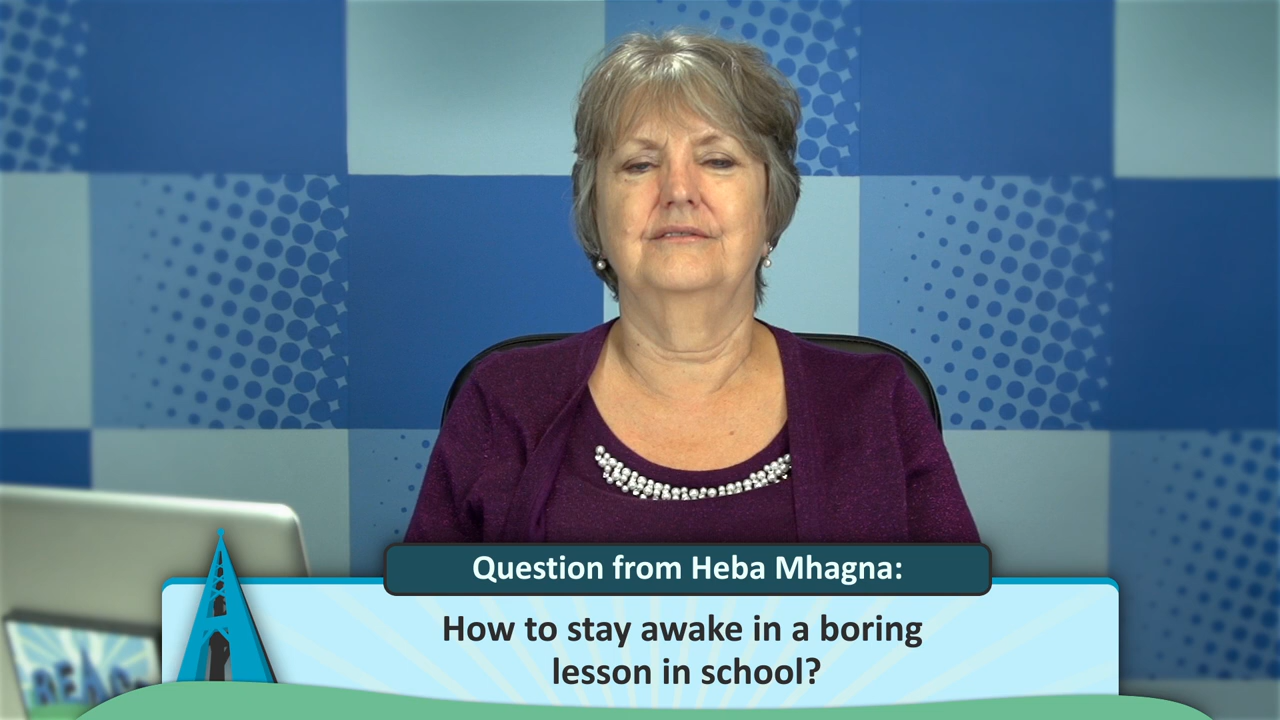 Question from Heba Mhagna:
How to stay awake in a boring
lesson in school?